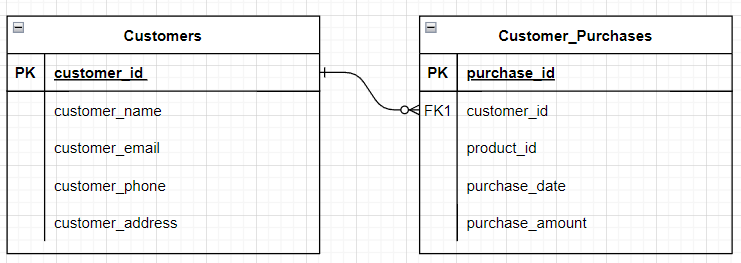 Customers
PK customer_id
customer_name
customer_email
customer_phone
customer_address
Customer_Purchases
PK purchase_id
FK1 customer_id
product_id
purchase_date
purchase_amount